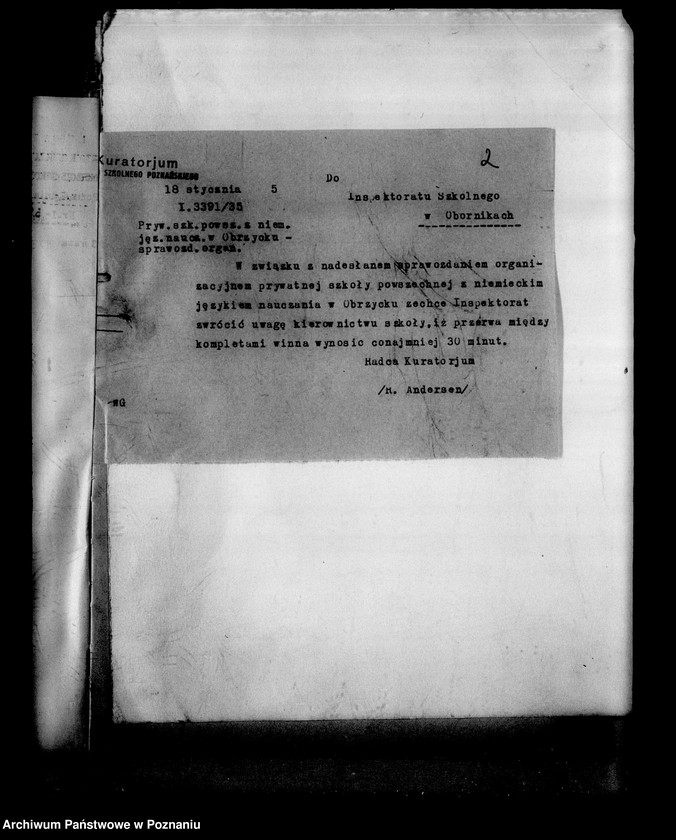 2
Kuratorjum
SZKOLNEGO POZNAŃSKIEGO
18 stycznia 5
I.3391/35
Pryw.szk.powsz.z niem.
jęz.naucz.w Obrzycku -
sprawozd.organ.
Do
Inspektoratu Szkolnego
w Obornikach
W związku z nadesłanem sprawozdaniem organi-
zacyjnem prywatnej szkoły powszechnej z niemieckim
językiem nauczania w Obrzycku zechce Inspektorat
zwrócić uwagę kierownictwu szkoły,iż przerwa między
kompletami winna wynosić conajmniej 30 minut.
Radca Kuratorjum
/R. Andersen/
WG
Archiwum Państwowe w Poznaniu